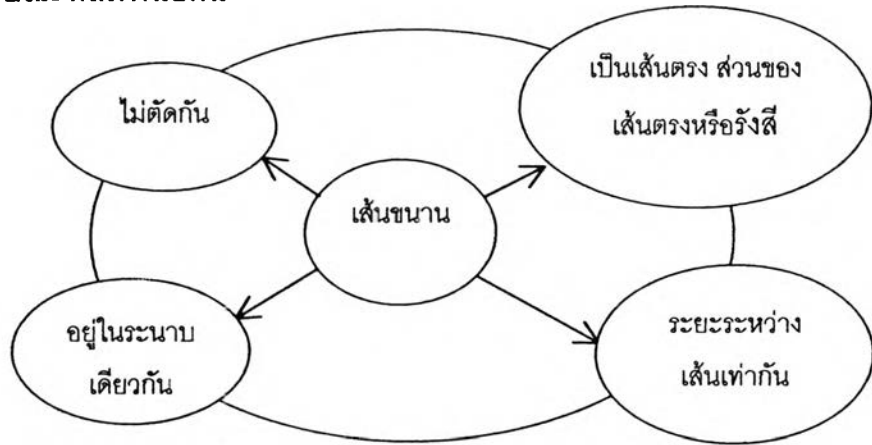 ไม่ตัดกัน
เป็นเส้นตรง ส่วนของ
เส้นตรงหรือรังสี
เส้นขนาน
อยู่ในระนาบ
เดียวกัน
ระยะระหว่าง
เส้นเท่ากัน